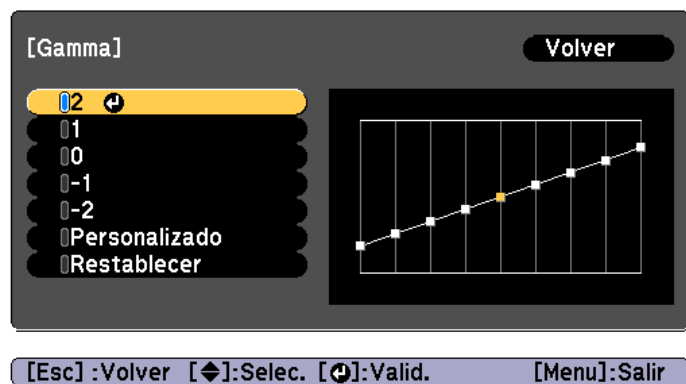 [Gamma]
Volver
2
1
0
-1
-2
Personalizado
Restablecer
[Esc] :Volver []:Selec. []:Valid. [Menu]:Salir